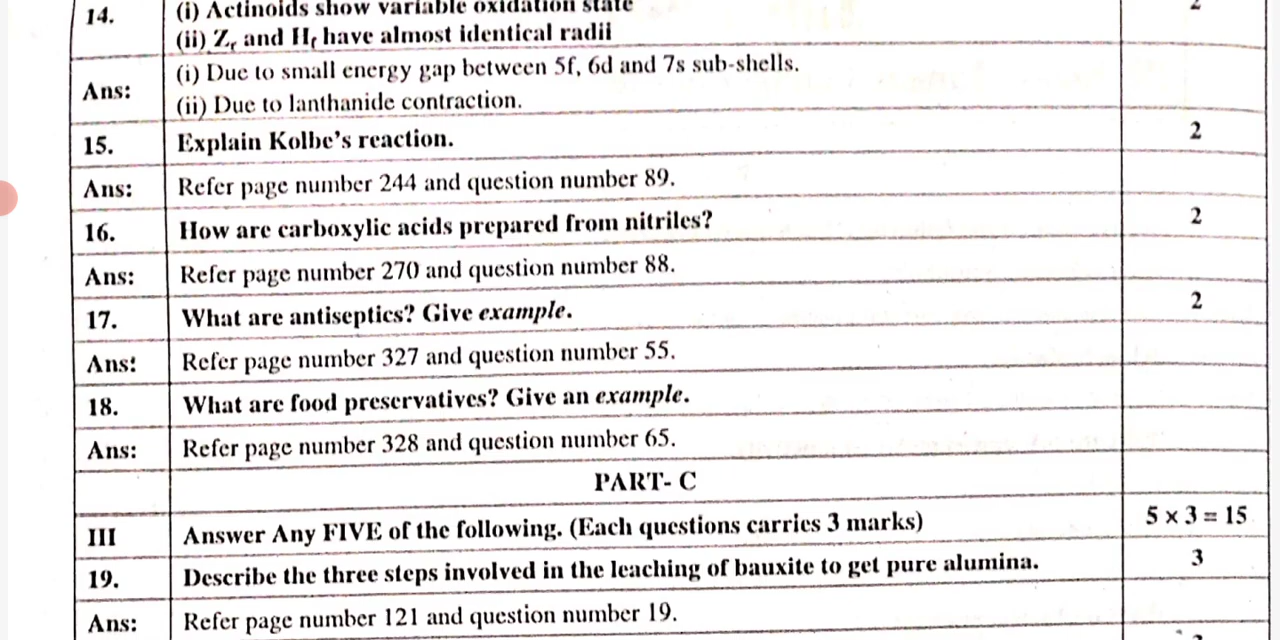 14. (i) Actinoids show variable oxidation state 2
(ii) Zr and Hf have almost identical radii
Ans: (i) Due to small energy gap between 5f, 6d and 7s sub-shells.
(ii) Due to lanthanide contraction.
15. Explain Kolbe's reaction. 2
Ans: Refer page number 244 and question number 89.
16. How are carboxylic acids prepared from nitriles? 2
Ans: Refer page number 270 and question number 88.
17. What are antiseptics? Give example. 2
Ans: Refer page number 327 and question number 55.
18. What are food preservatives? Give an example.
Ans: Refer page number 328 and question number 65.
PART- C
III Answer Any FIVE of the following. (Each questions carries 3 marks) 5 x 3 = 15
19. Describe the three steps involved in the leaching of bauxite to get pure alumina. 3
Ans: Refer page number 121 and question number 19.